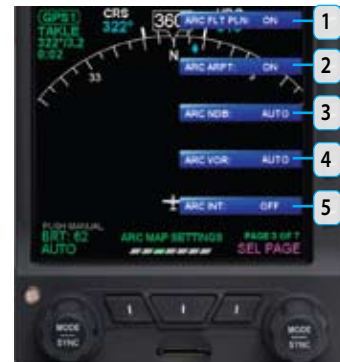 GPS1
TAKLE
322°/3.2
0:02
CRS
322°
360
N
33
ARC FLT PLN: ON
1
ARC ARPT: ON
2
ARC NDB: AUTO
3
ARC VOR: AUTO
4
ARC INT: OFF
5
PUSH MANUAL
BRT: 62
AUTO
ARC MAP SETTINGS
PAGE 3 OF 7
SEL PAGE
MODE
SYNC
MODE
SYNC